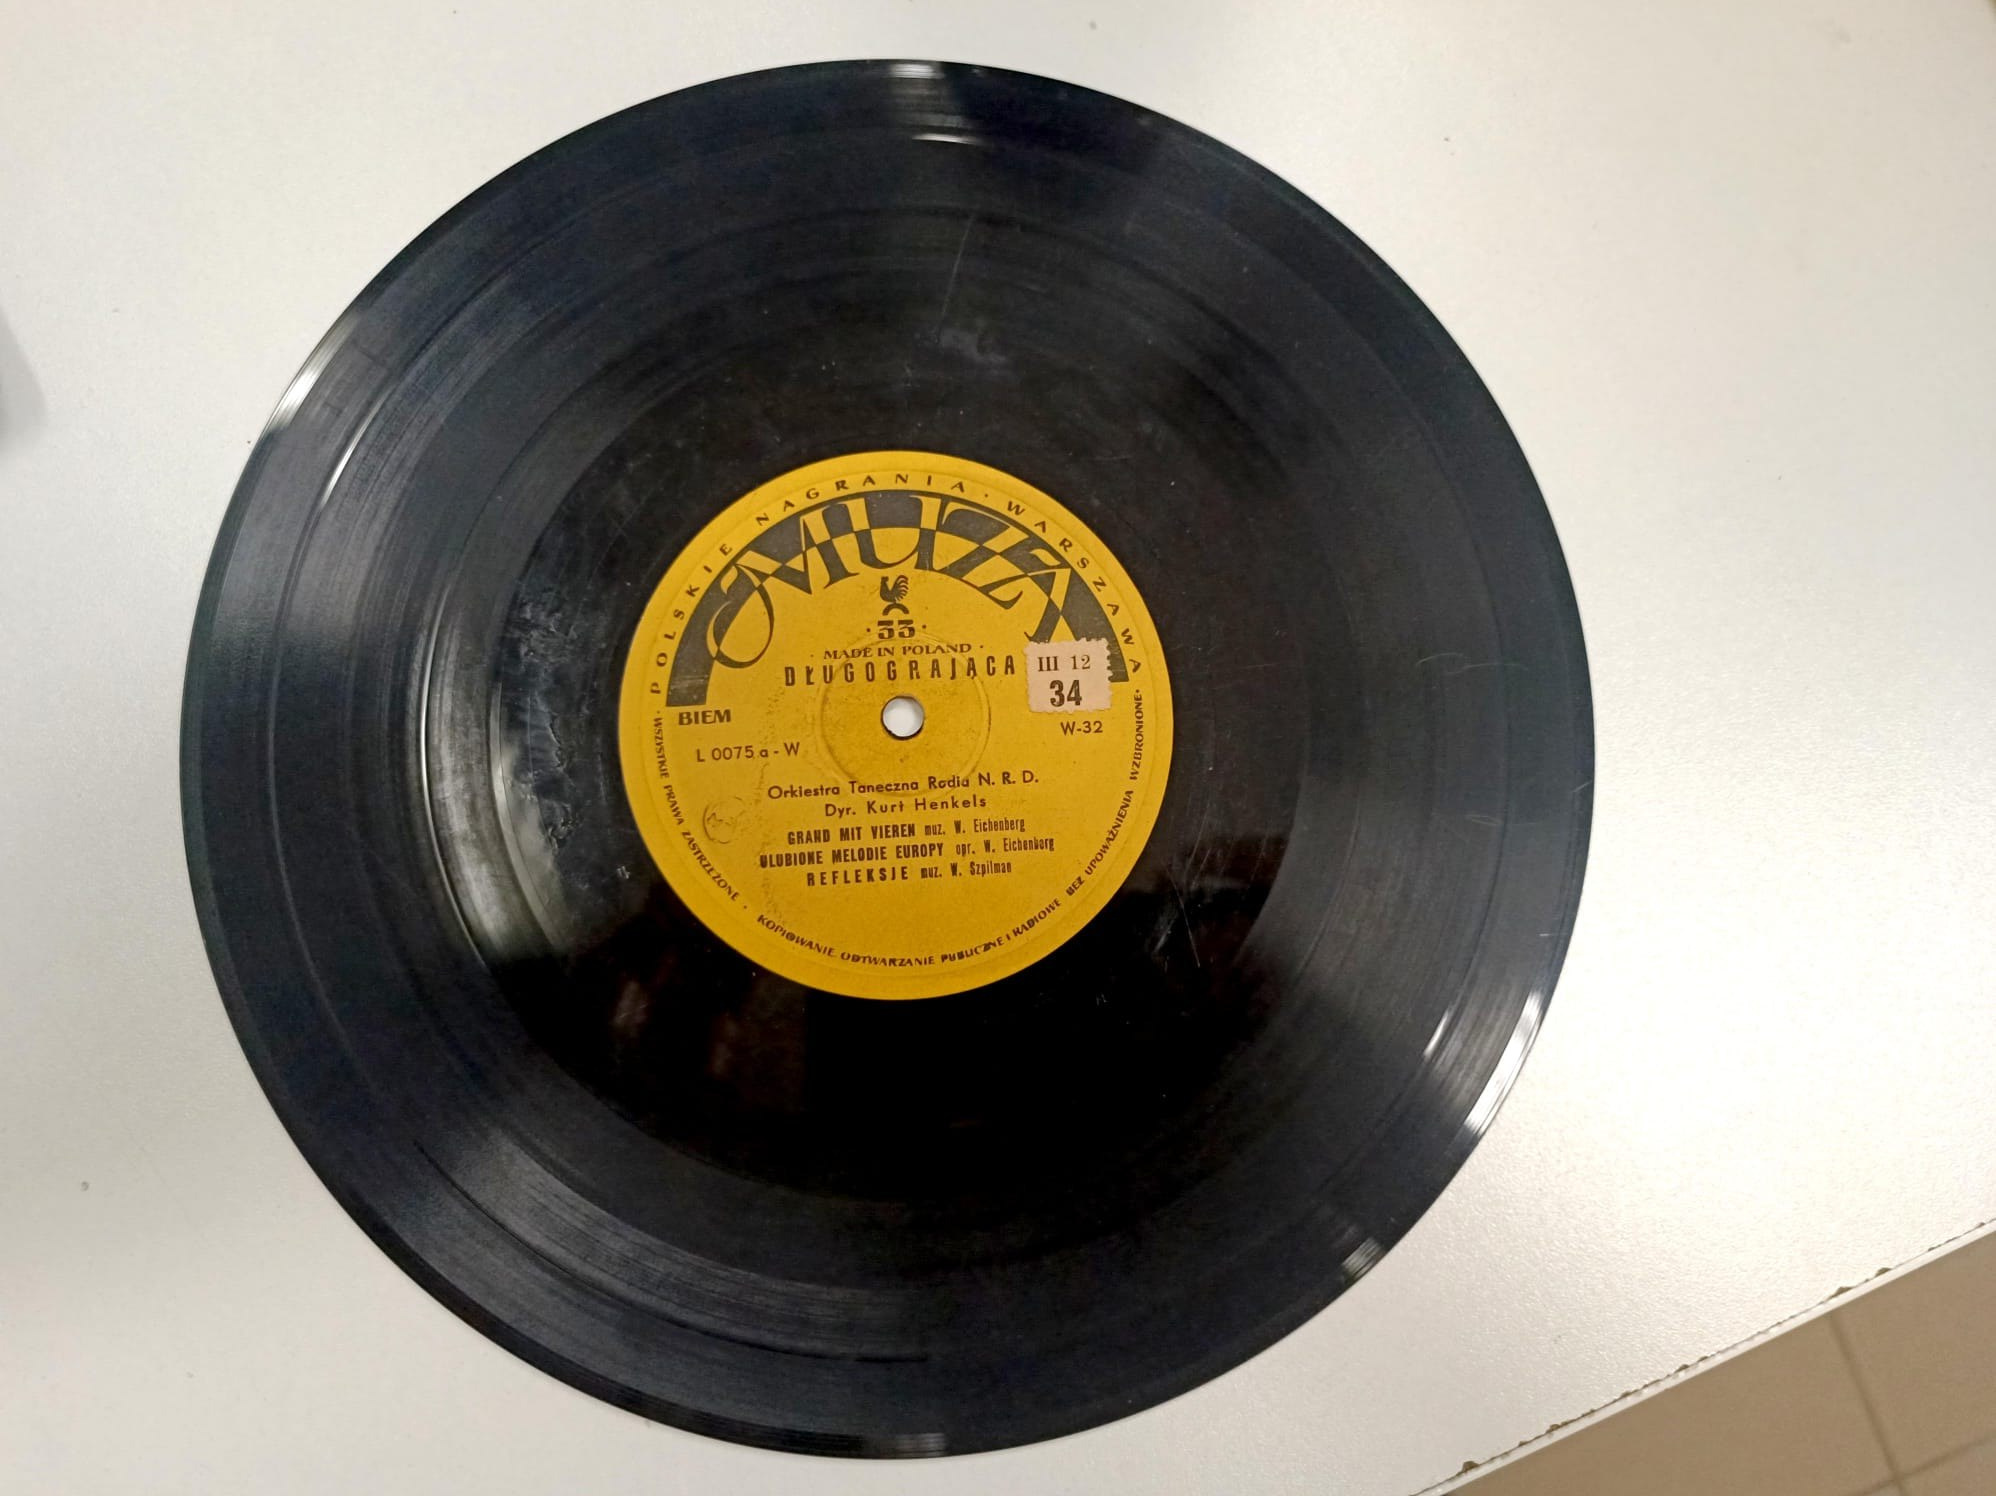 POLSKIE NAGRANIA · WARSZAWA
MUZA
· 33 ·
· MADE IN POLAND ·
DŁUGOGRAJĄCA
III 12
34
BIEM
W-32
L 0075 a - W
Orkiestra Taneczna Radia N. R. D.
Dyr. Kurt Henkels
GRAND MIT VIEREN muz. W. Eichenberg
ULUBIONE MELODIE EUROPY opr. W. Eichenberg
REFLEKSJE muz. W. Szpilman
· WSZYSTKIE PRAWA ZASTRZEŻONE · KOPIOWANIE ODTWARZANIE PUBLICZNE I RADIOWE BEZ UPOWAŻNIENIA WZBRONIONE ·